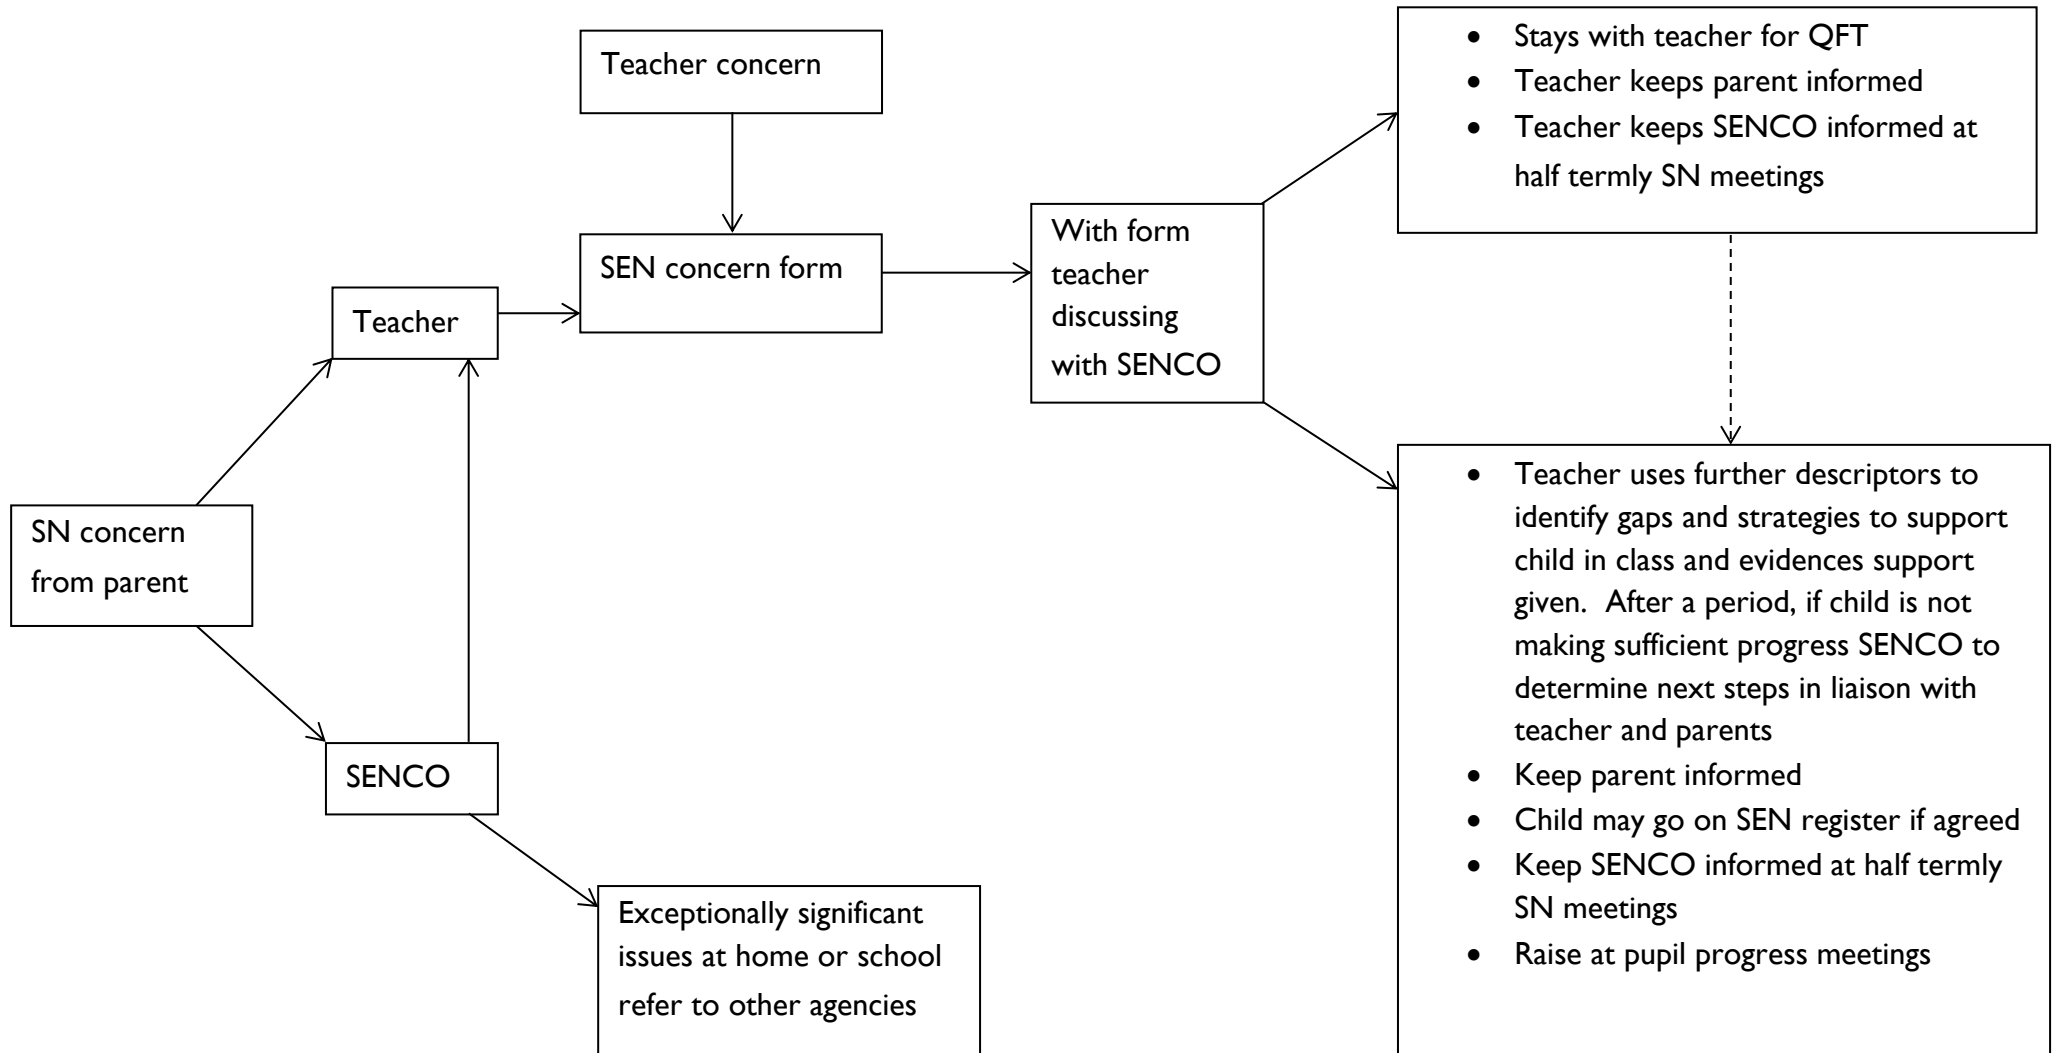 Teacher concern
SEN concern form
Teacher
SN concern
from parent
SENCO
Exceptionally significant
issues at home or school
refer to other agencies
With form
teacher
discussing
with SENCO
• Stays with teacher for QFT
• Teacher keeps parent informed
• Teacher keeps SENCO informed at
half termly SN meetings
• Teacher uses further descriptors to
identify gaps and strategies to support
child in class and evidences support
given.  After a period, if child is not
making sufficient progress SENCO to
determine next steps in liaison with
teacher and parents
• Keep parent informed
• Child may go on SEN register if agreed
• Keep SENCO informed at half termly
SN meetings
• Raise at pupil progress meetings